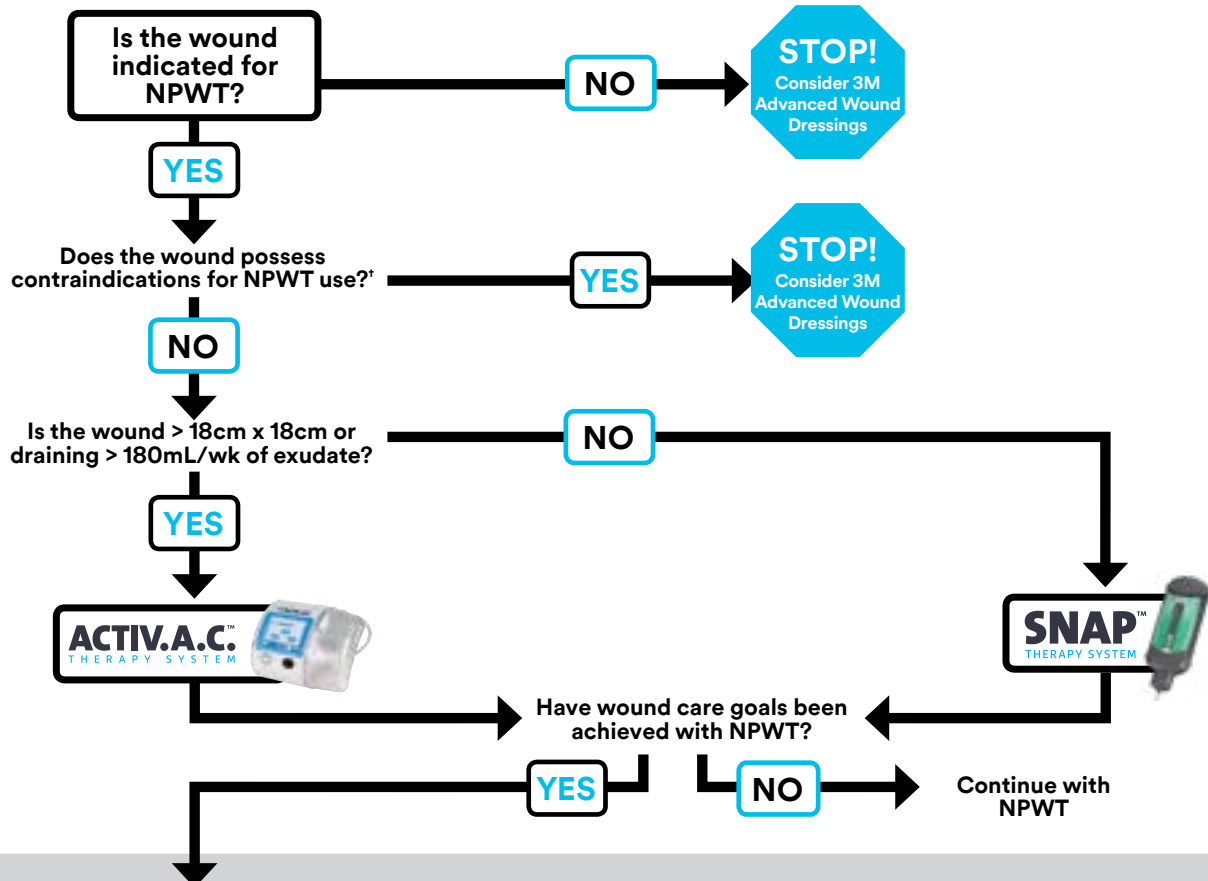 Is the wound
indicated for
NPWT?
NO
STOP!
Consider 3M
Advanced Wound
Dressings
YES
Does the wound possess
contraindications for NPWT use?†
YES
STOP!
Consider 3M
Advanced Wound
Dressings
NO
Is the wound > 18cm x 18cm or
draining > 180mL/wk of exudate?
NO
YES
ACTIV.A.C.™
THERAPY SYSTEM
SNAP™
THERAPY SYSTEM
Have wound care goals been
achieved with NPWT?
YES
NO
Continue with
NPWT